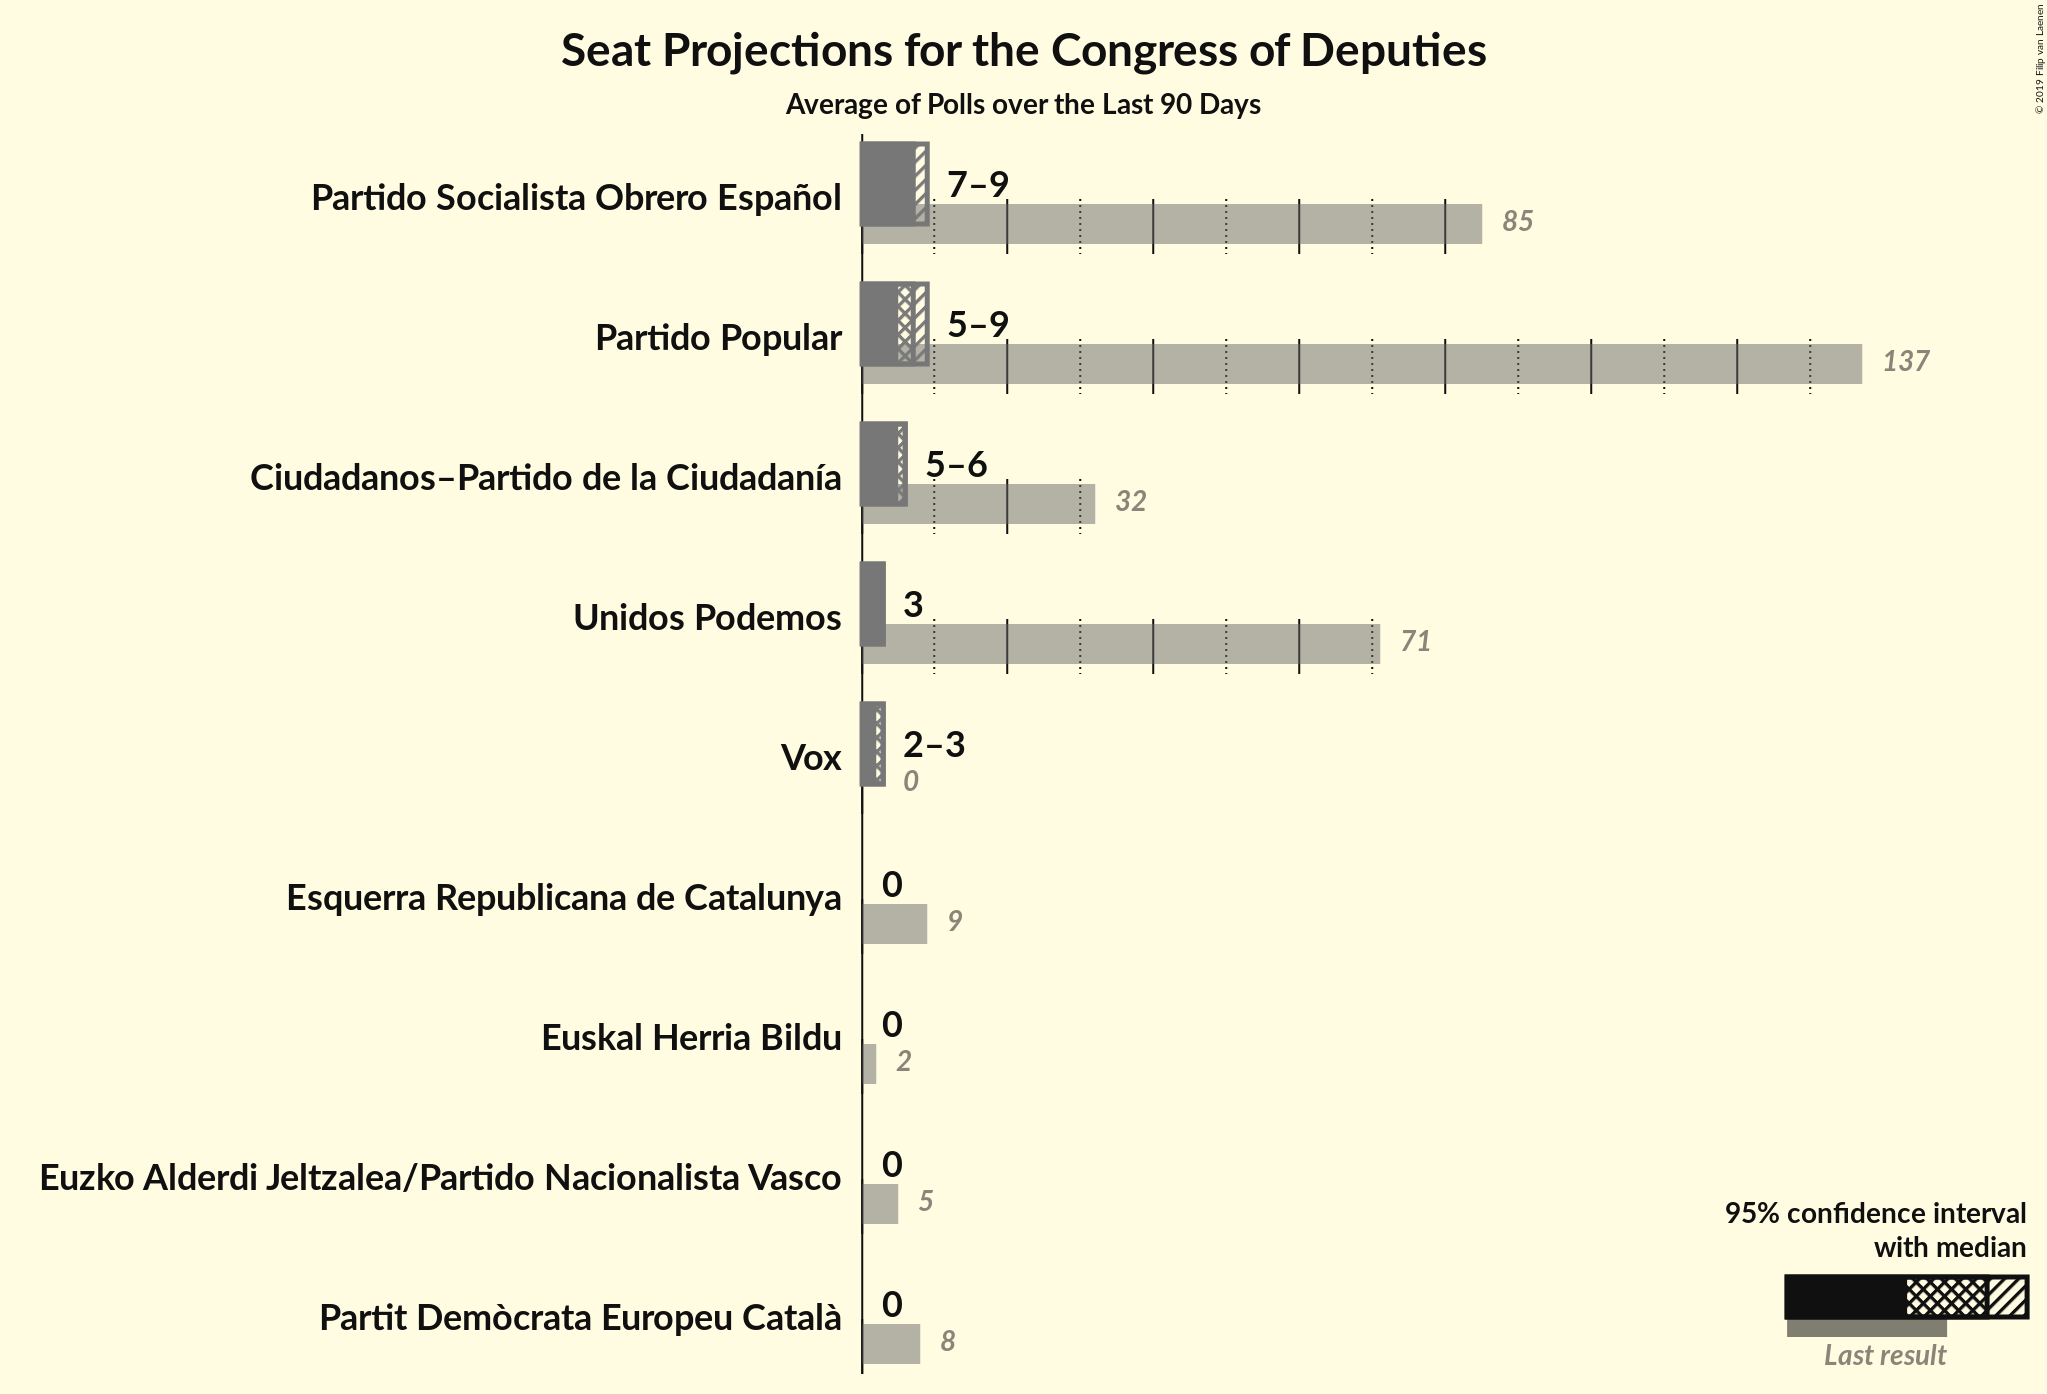 Seat Projections for the Congress of Deputies
Average of Polls over the Last 90 Days
© 2019 Filip van Laenen
Partido Socialista Obrero Español
7–9
85
Partido Popular
5–9
137
Ciudadanos–Partido de la Ciudadanía
5–6
32
Unidos Podemos
3
71
Vox
2–3
0
Esquerra Republicana de Catalunya
0
9
Euskal Herria Bildu
0
2
Euzko Alderdi Jeltzalea/Partido Nacionalista Vasco
0
5
Partit Demòcrata Europeu Català
0
8
95% confidence interval
with median
Last result